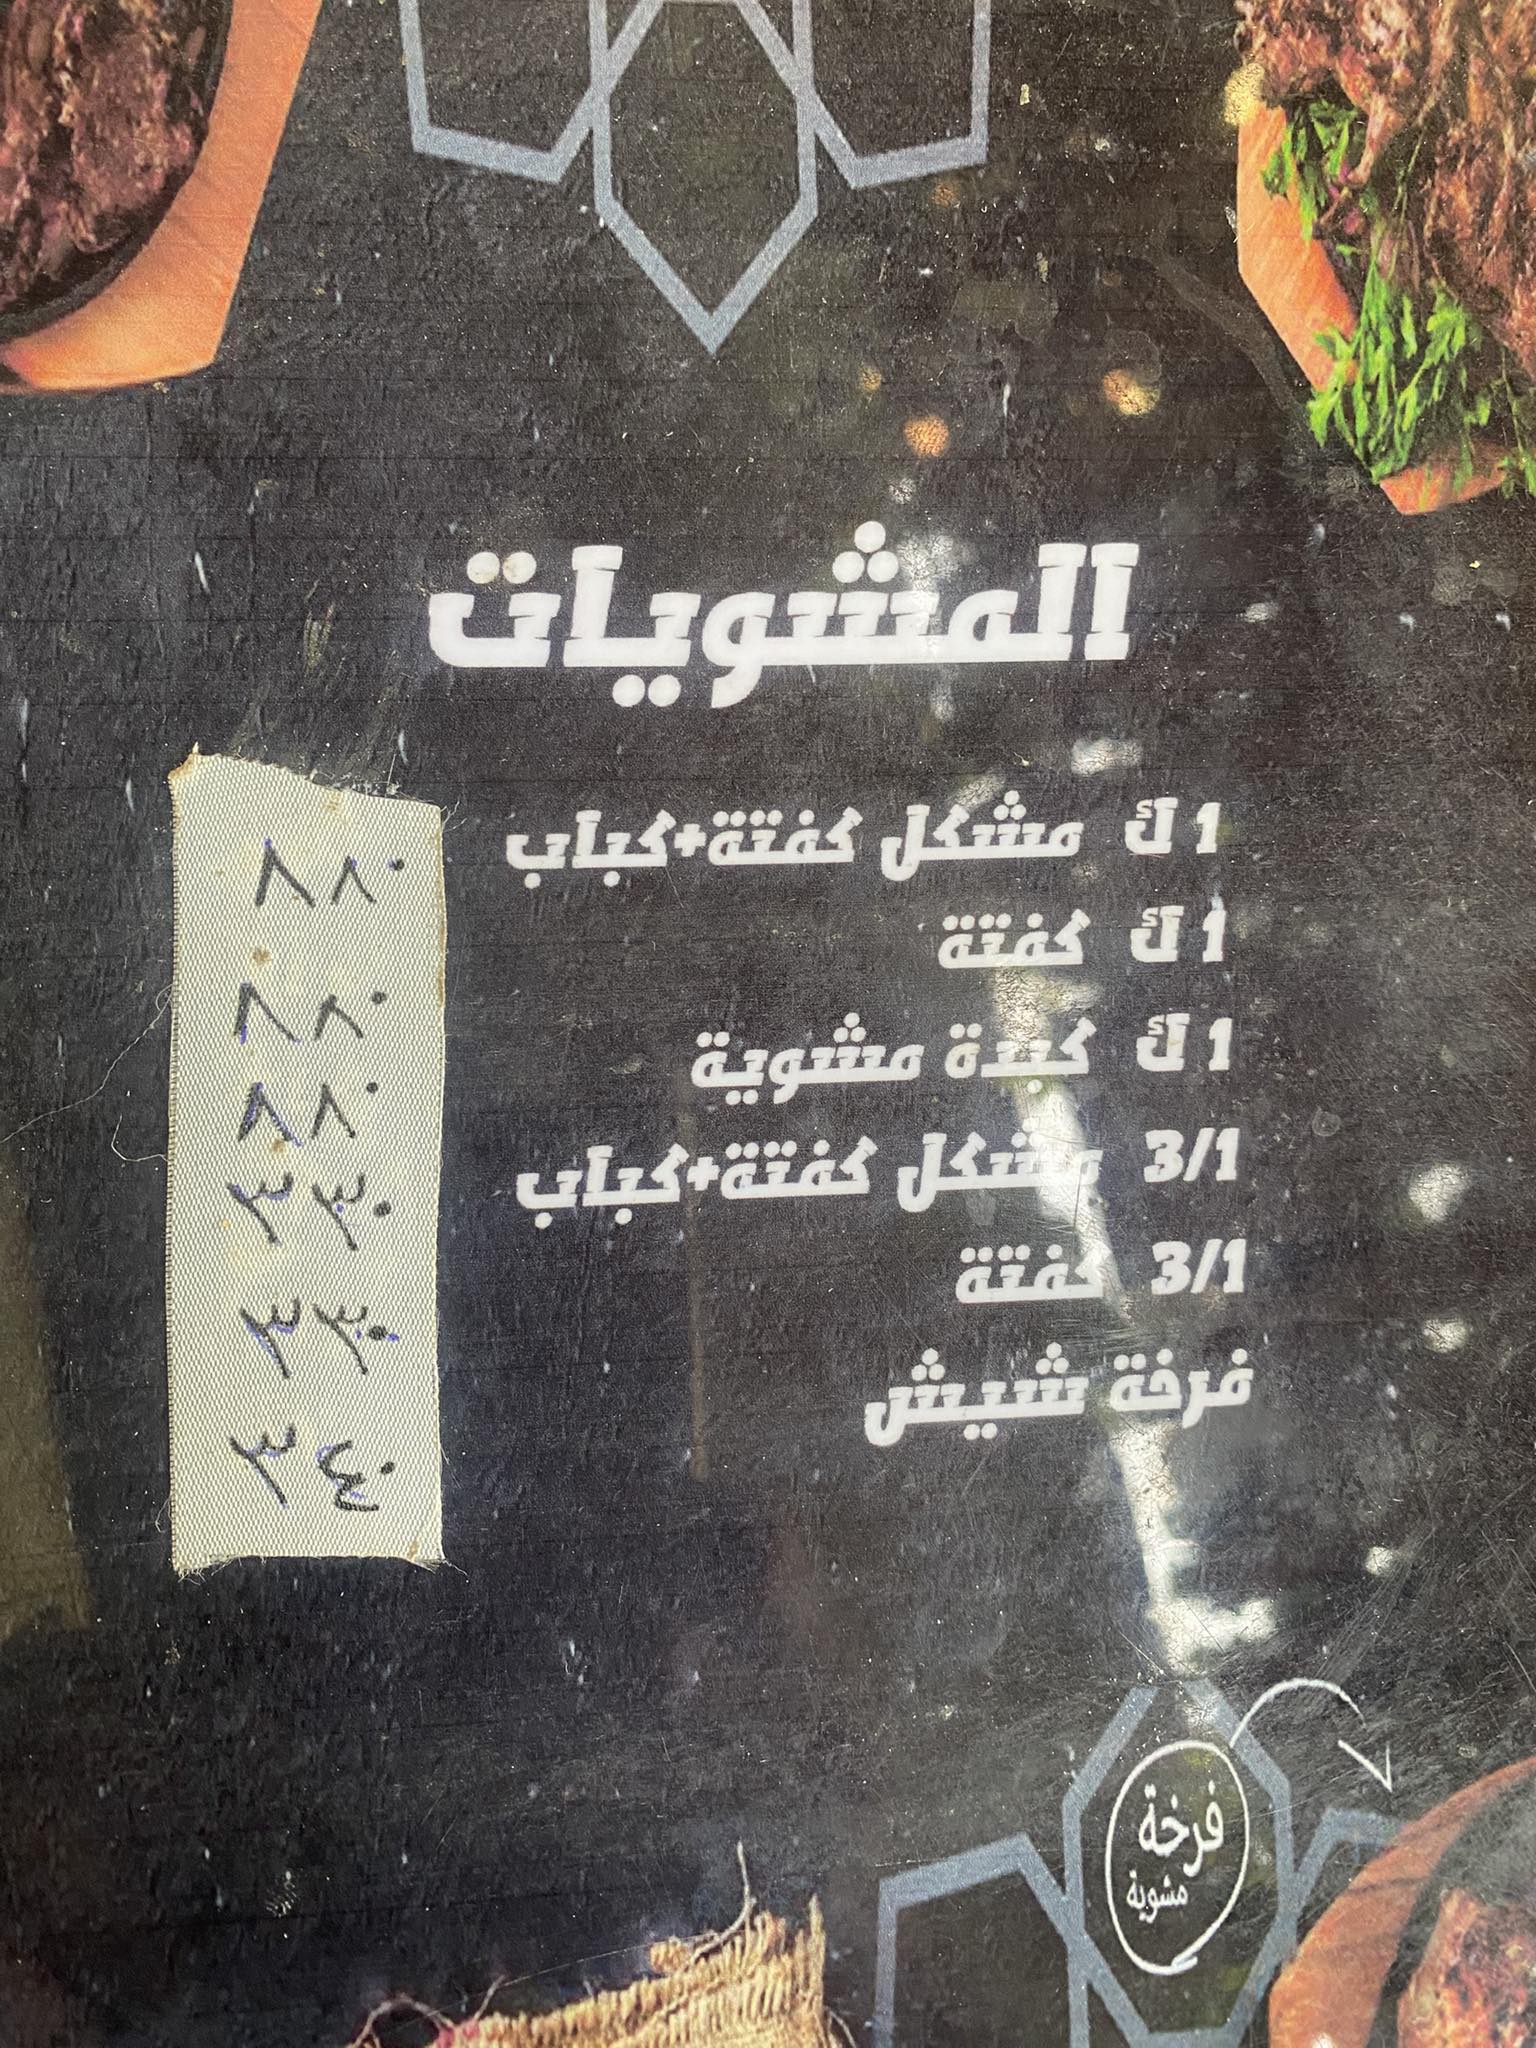 المشويات
1 ك مشكل كفتة+كباب ٨٨٠
1 ك كفتة ٨٨٠
1 ك كبدة مشوية ٨٨٠
3/1 مشكل كفتة+كباب ٣٣٠
3/1 كفتة ٣٣٠
فرخة شيش ٣٤٠
فرخة
مشوية